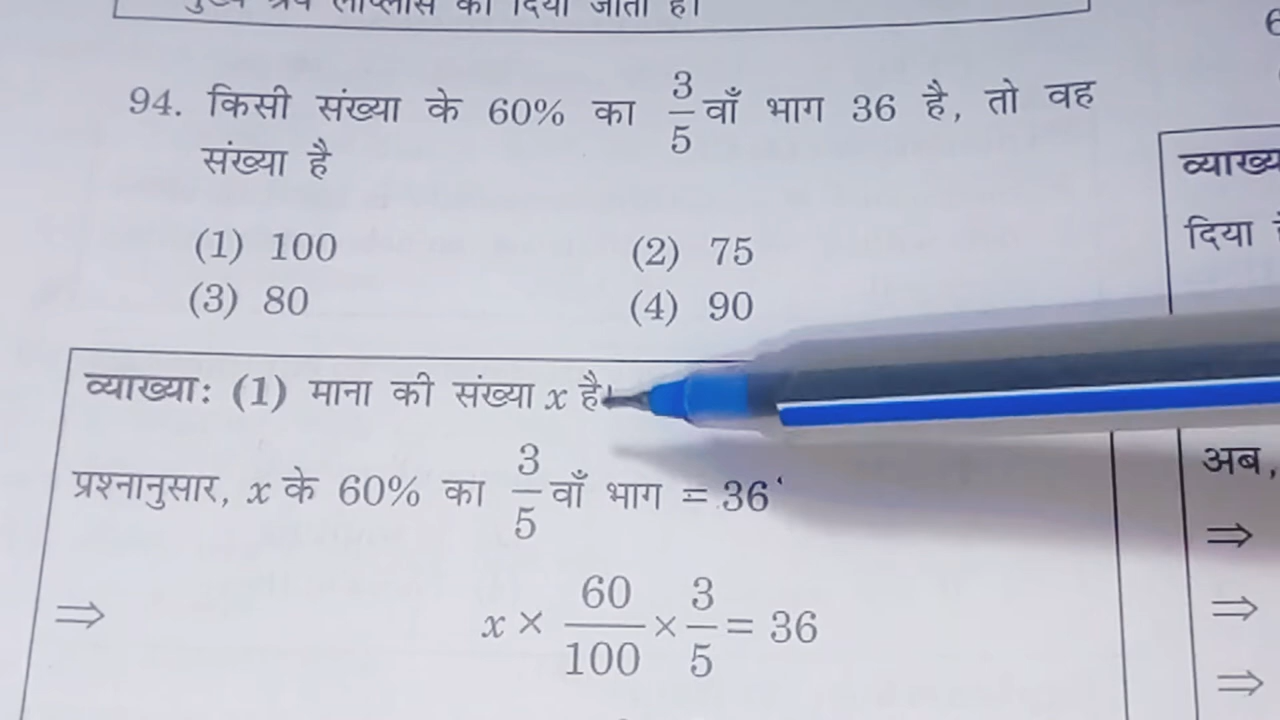 मुख्य श्रेय लाप्लास को दिया जाता है।
94. किसी संख्या के 60% का 3/5 वाँ भाग 36 है, तो वह
संख्या है
(1) 100 (2) 75
(3) 80 (4) 90
व्याख्या: (1) माना की संख्या x है।
प्रश्नानुसार, x के 60% का 3/5 वाँ भाग = 36
⇒ x × 60/100 × 3/5 = 36
6
दिया
अब,
⇒
⇒
⇒